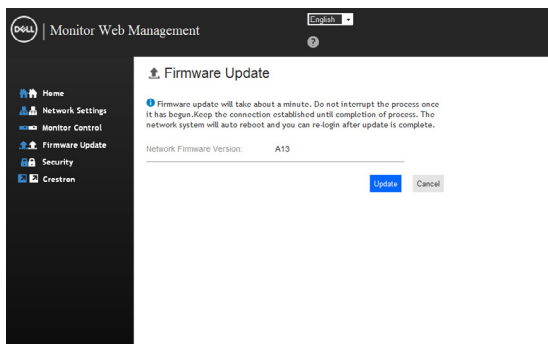 DELL | Monitor Web Management
English
?
Home
Network Settings
Monitor Control
Firmware Update
Security
Crestron
Firmware Update
Firmware update will take about a minute. Do not interrupt the process once
it has begun.Keep the connection established until completion of process. The
network system will auto reboot and you can re-login after update is complete.
Network Firmware Version: A13
Update Cancel